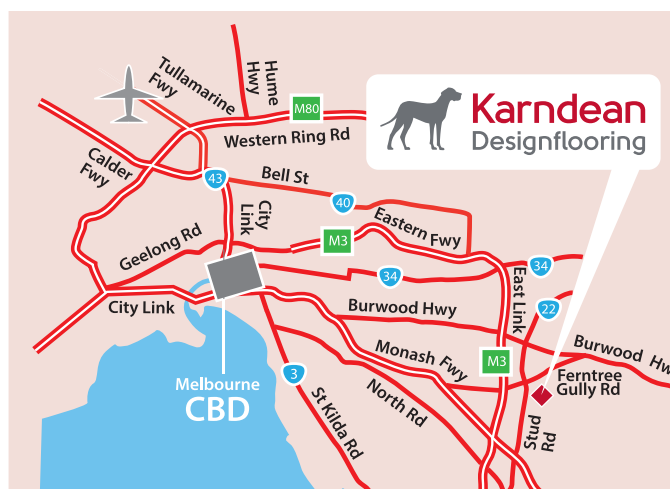 Tullamarine
Fwy
Hume
Hwy
M80
Western Ring Rd
Karndean
Designflooring
Calder
Fwy
43
Bell St
40
City
Link
Geelong Rd
M3
Eastern Fwy
34
34
East Link
22
City Link
Burwood Hwy
Burwood Hw
Monash Fwy
M3
Ferntree
Gully Rd
Melbourne
CBD
3
St Kilda Rd
North Rd
Stud
Rd